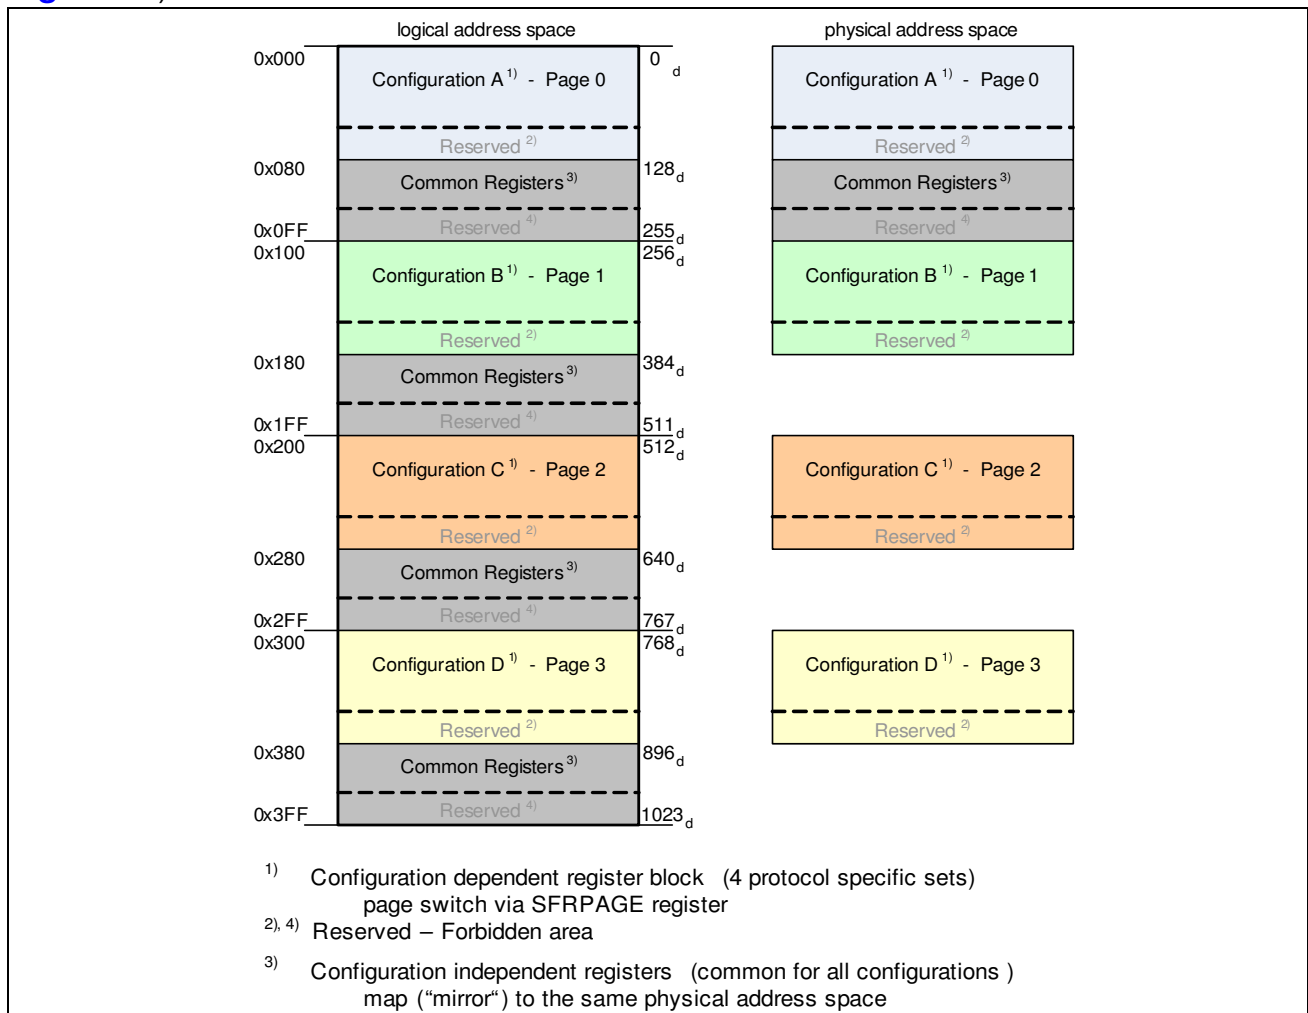 logical address space physical address space
0x000 0 d
Configuration A 1) - Page 0 Configuration A 1) - Page 0
Reserved 2) Reserved 2)
0x080 128 d
Common Registers 3) Common Registers 3)
Reserved 4) Reserved 4)
0x0FF 255 d
0x100 256 d
Configuration B 1) - Page 1 Configuration B 1) - Page 1
Reserved 2) Reserved 2)
0x180 384 d
Common Registers 3)
Reserved 4)
0x1FF 511 d
0x200 512 d
Configuration C 1) - Page 2 Configuration C 1) - Page 2
Reserved 2) Reserved 2)
0x280 640 d
Common Registers 3)
Reserved 4)
0x2FF 767 d
0x300 768 d
Configuration D 1) - Page 3 Configuration D 1) - Page 3
Reserved 2) Reserved 2)
0x380 896 d
Common Registers 3)
Reserved 4)
0x3FF 1023 d
1) Configuration dependent register block (4 protocol specific sets)
page switch via SFRPAGE register
2), 4) Reserved – Forbidden area
3) Configuration independent registers (common for all configurations )
map (“mirror“) to the same physical address space